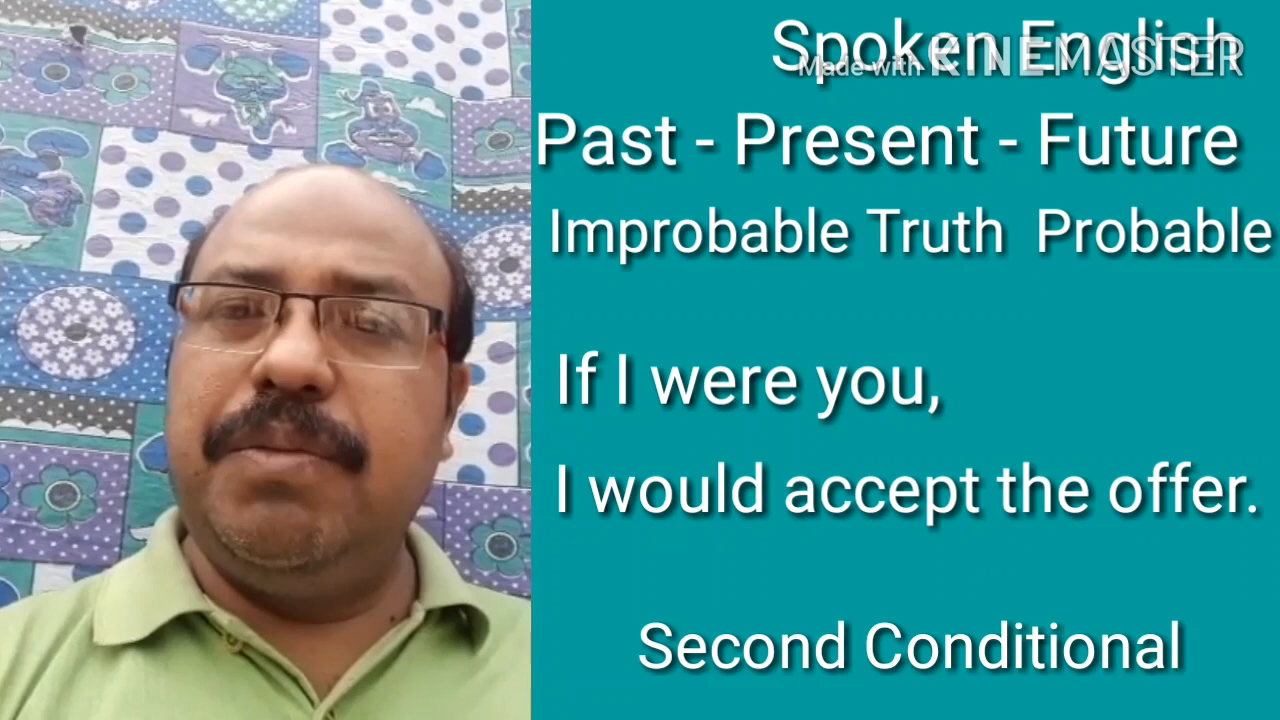 Spoken English
Made with KINEMASTER
Past - Present - Future
Improbable Truth Probable
If I were you,
I would accept the offer.
Second Conditional